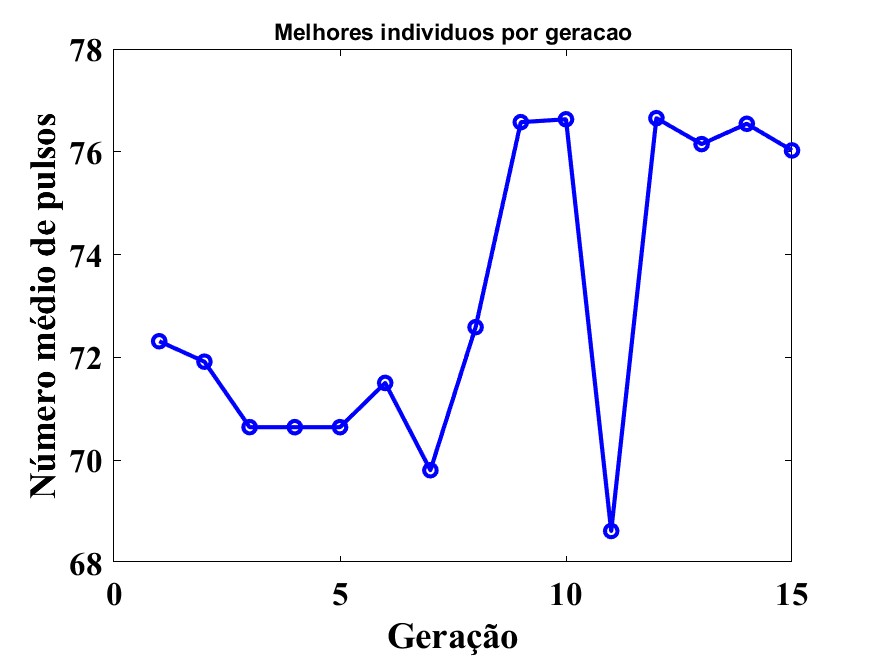 Melhores individuos por geracao
Número médio de pulsos
78
76
74
72
70
68
0 5 10 15
Geração